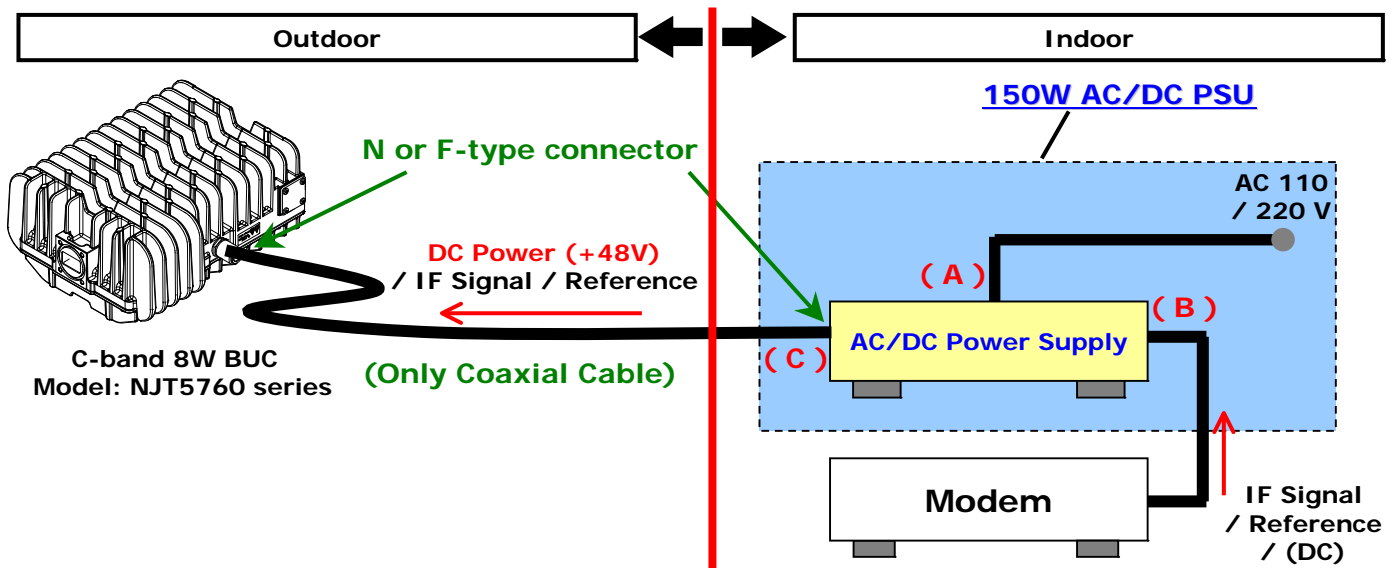 Outdoor
Indoor
150W AC/DC PSU
N or F-type connector
AC 110
/ 220 V
DC Power (+48V)
/ IF Signal / Reference
( A )
( B )
AC/DC Power Supply
( C )
(Only Coaxial Cable)
C-band 8W BUC
Model: NJT5760 series
Modem
IF Signal
/ Reference
/ (DC)